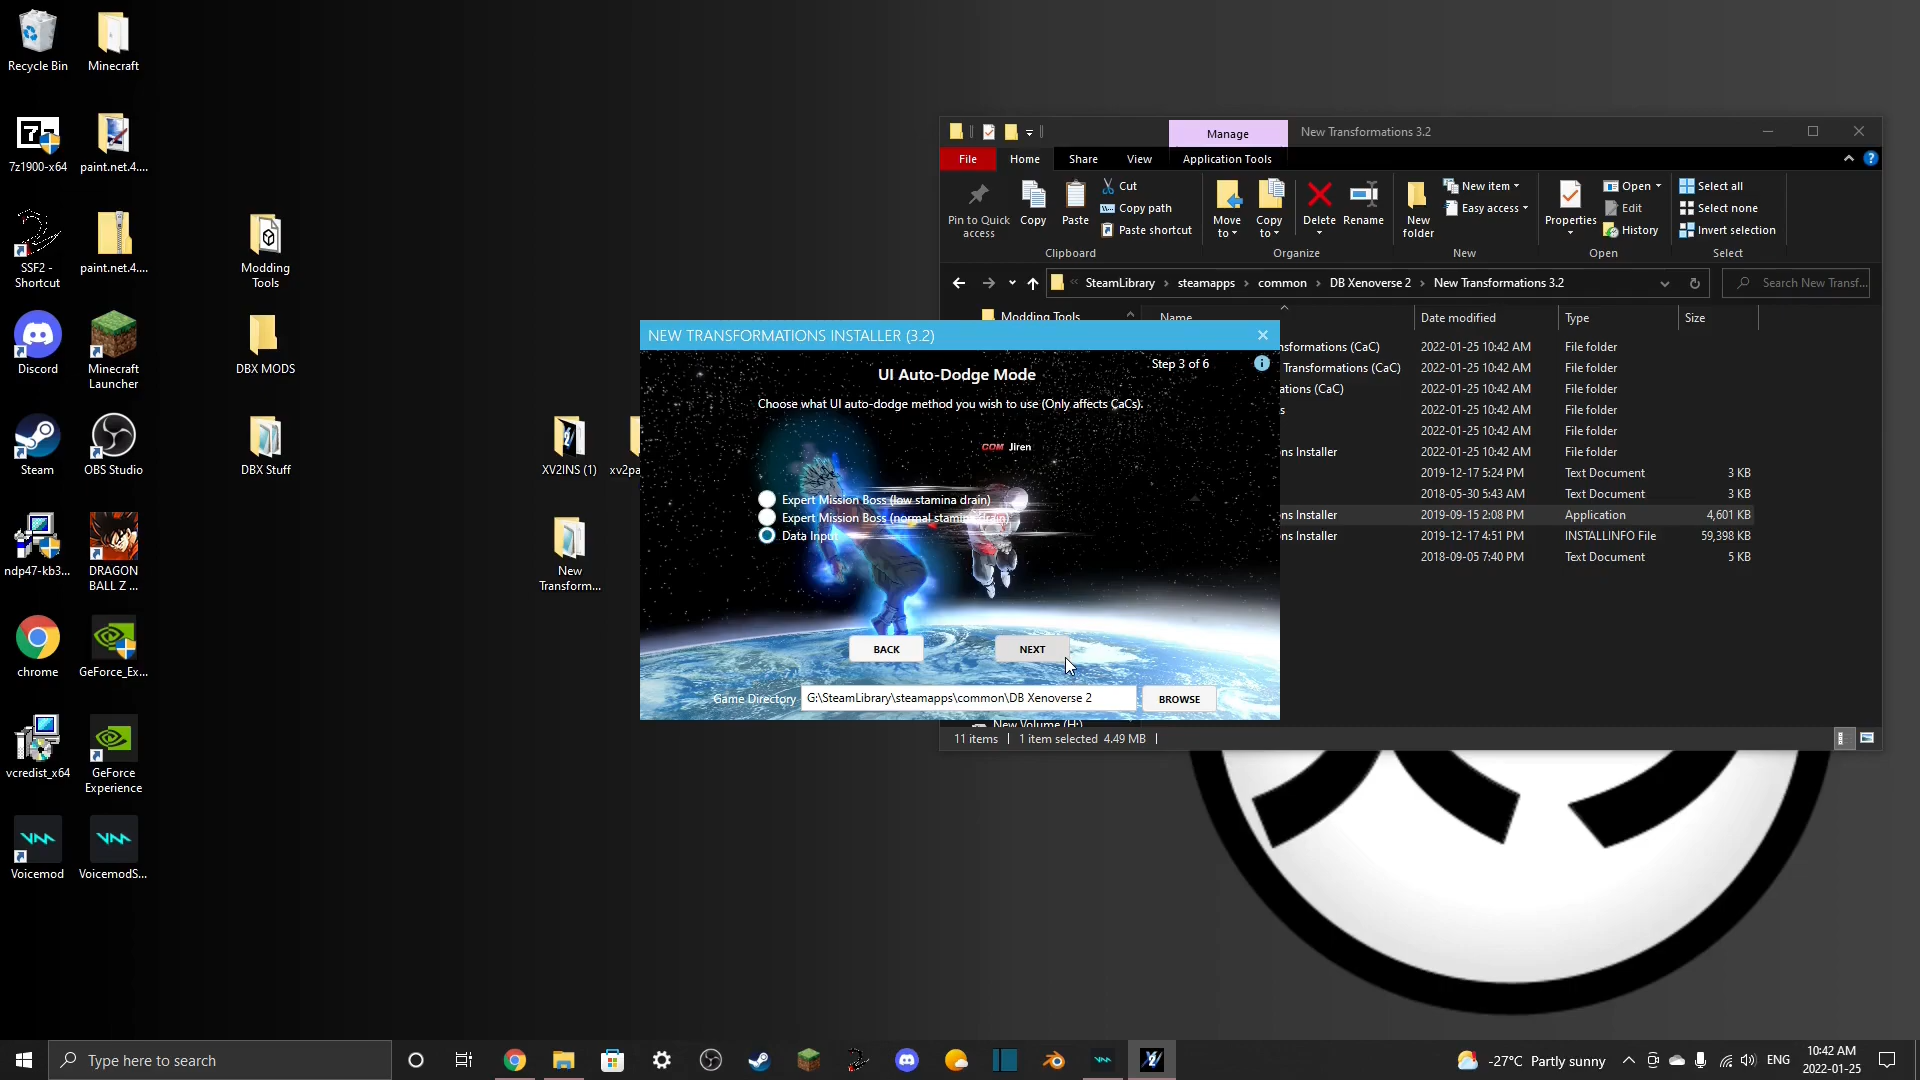 Recycle Bin
Minecraft
7z1900-x64
paint.net.4....
SSF2 -
Shortcut
paint.net.4....
Discord
Minecraft
Launcher
Steam
OBS Studio
ndp47-kb3...
DRAGON
BALL Z ...
chrome
GeForce_Ex...
vcredist_x64
GeForce
Experience
Voicemod
VoicemodS...
Modding
Tools
DBX MODS
DBX Stuff
XV2INS (1)
xv2pa
New
Transform...
Manage
New Transformations 3.2
File
Home
Share
View
Application Tools
Pin to Quick
access
Copy
Paste
Cut
Copy path
Paste shortcut
Clipboard
Move
to
Copy
to
Delete
Rename
Organize
New
folder
New item
Easy access
New
Properties
Open
Edit
History
Open
Select all
Select none
Invert selection
Select
« SteamLibrary › steamapps › common › DB Xenoverse 2 › New Transformations 3.2
Search New Transf...
Modding Tools
Name
Date modified
Type
Size
nsformations (CaC) 2022-01-25 10:42 AM File folder
Transformations (CaC) 2022-01-25 10:42 AM File folder
ations (CaC) 2022-01-25 10:42 AM File folder
s 2022-01-25 10:42 AM File folder
2022-01-25 10:42 AM File folder
ns Installer 2022-01-25 10:42 AM File folder
2019-12-17 5:24 PM Text Document 3 KB
2018-05-30 5:43 AM Text Document 3 KB
ns Installer 2019-09-15 2:08 PM Application 4,601 KB
ns Installer 2019-12-17 4:51 PM INSTALLINFO File 59,398 KB
2018-09-05 7:40 PM Text Document 5 KB
New Volume (H:)
11 items
1 item selected 4.49 MB
NEW TRANSFORMATIONS INSTALLER (3.2)
Step 3 of 6
UI Auto-Dodge Mode
Choose what UI auto-dodge method you wish to use (Only affects CaCs).
COM Jiren
Expert Mission Boss (low stamina drain)
Expert Mission Boss (normal stamina drain)
Data Input
BACK
NEXT
Game Directory
G:\SteamLibrary\steamapps\common\DB Xenoverse 2
BROWSE
Type here to search
-27°C Partly sunny
ENG
10:42 AM
2022-01-25